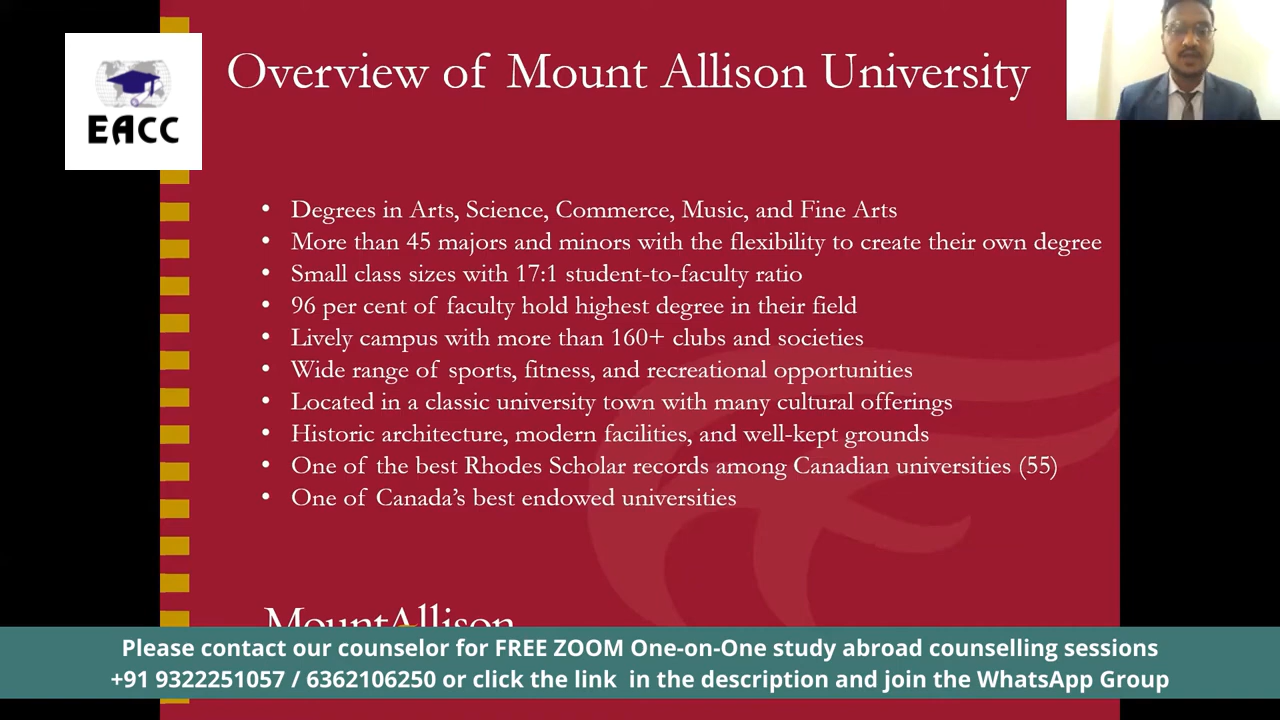 Overview of Mount Allison University
EACC
• Degrees in Arts, Science, Commerce, Music, and Fine Arts
• More than 45 majors and minors with the flexibility to create their own degree
• Small class sizes with 17:1 student-to-faculty ratio
• 96 per cent of faculty hold highest degree in their field
• Lively campus with more than 160+ clubs and societies
• Wide range of sports, fitness, and recreational opportunities
• Located in a classic university town with many cultural offerings
• Historic architecture, modern facilities, and well-kept grounds
• One of the best Rhodes Scholar records among Canadian universities (55)
• One of Canada's best endowed universities
MountAllison
Please contact our counselor for FREE ZOOM One-on-One study abroad counselling sessions
+91 9322251057 / 6362106250 or click the link in the description and join the WhatsApp Group